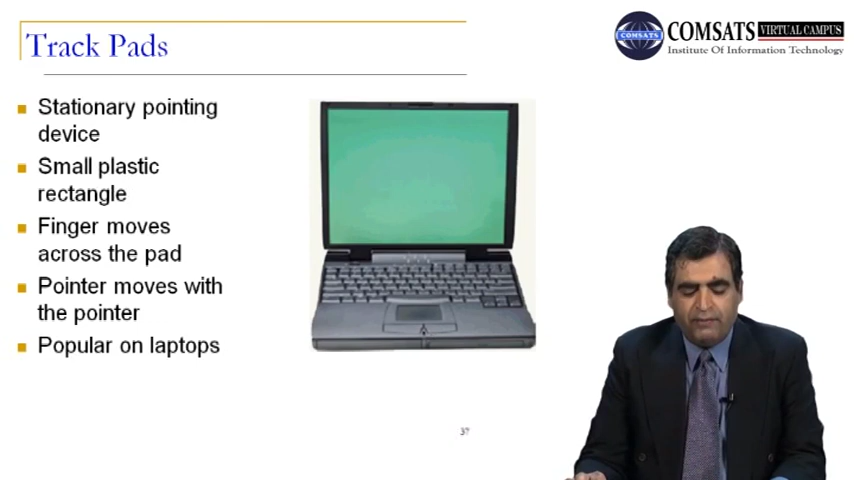 Track Pads
COMSATS VIRTUAL CAMPUS
COMSATS
Institute Of Information Technology
Stationary pointing
device
Small plastic
rectangle
Finger moves
across the pad
Pointer moves with
the pointer
Popular on laptops
37